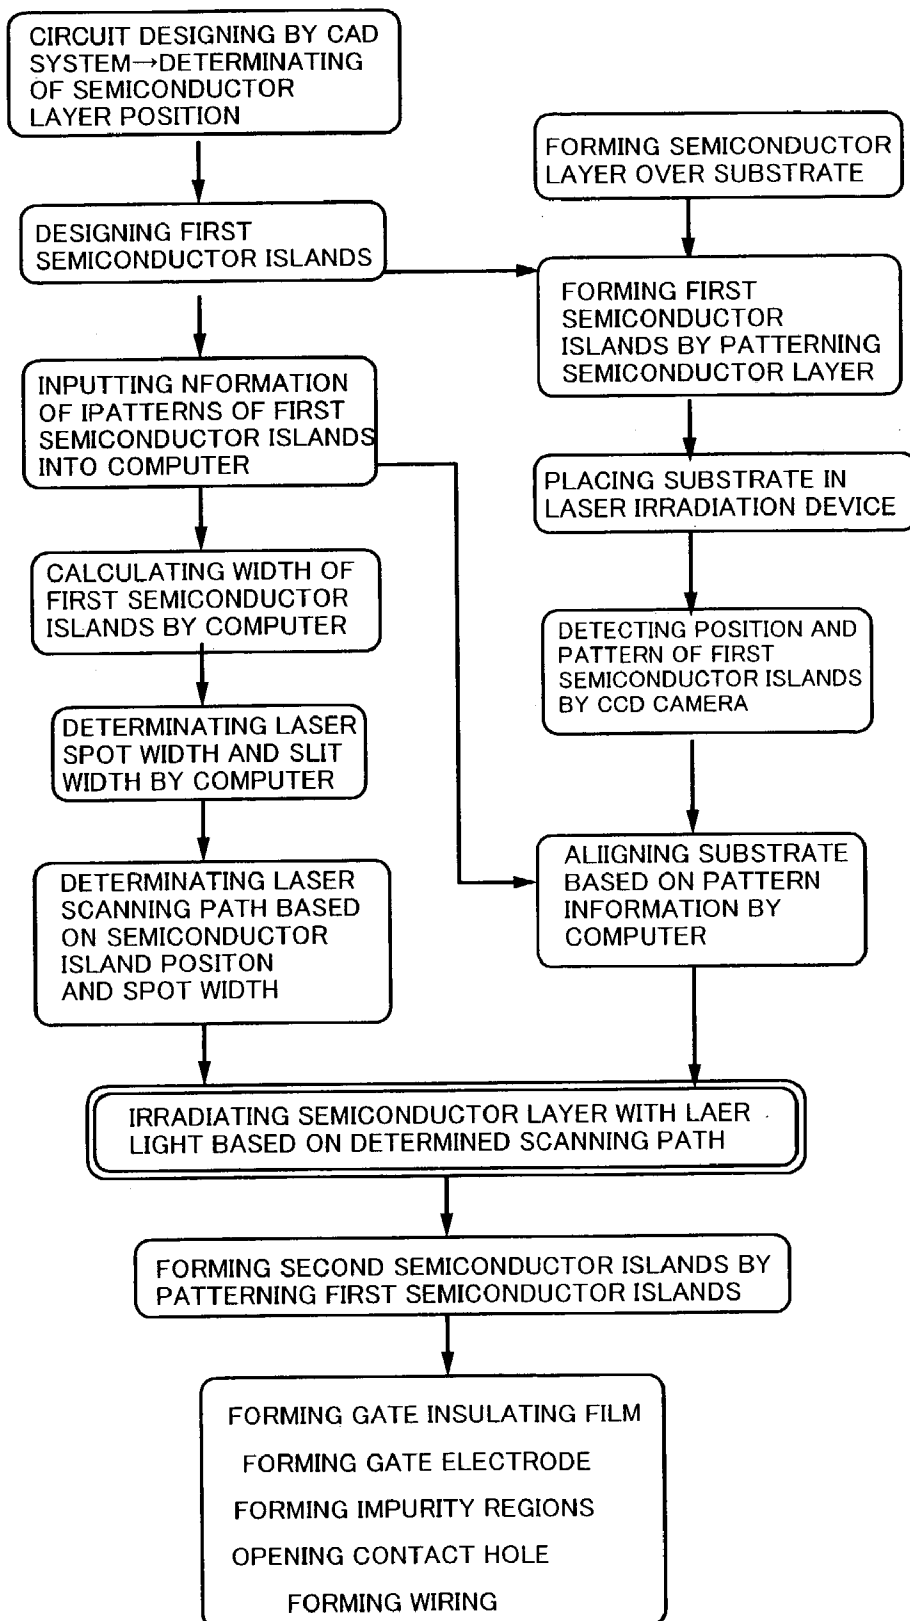 CIRCUIT DESIGNING BY CAD
SYSTEM→DETERMINATING
OF SEMICONDUCTOR
LAYER POSITION
DESIGNING FIRST
SEMICONDUCTOR ISLANDS
INPUTTING NFORMATION
OF IPATTERNS OF FIRST
SEMICONDUCTOR ISLANDS
INTO COMPUTER
CALCULATING WIDTH OF
FIRST SEMICONDUCTOR
ISLANDS BY COMPUTER
DETERMINATING LASER
SPOT WIDTH AND SLIT
WIDTH BY COMPUTER
DETERMINATING LASER
SCANNING PATH BASED
ON SEMICONDUCTOR
ISLAND POSITON
AND SPOT WIDTH
FORMING SEMICONDUCTOR
LAYER OVER SUBSTRATE
FORMING FIRST
SEMICONDUCTOR
ISLANDS BY PATTERNING
SEMICONDUCTOR LAYER
PLACING SUBSTRATE IN
LASER IRRADIATION DEVICE
DETECTING POSITION AND
PATTERN OF FIRST
SEMICONDUCTOR ISLANDS
BY CCD CAMERA
ALIIGNING SUBSTRATE
BASED ON PATTERN
INFORMATION BY
COMPUTER
IRRADIATING SEMICONDUCTOR LAYER WITH LAER
LIGHT BASED ON DETERMINED SCANNING PATH
FORMING SECOND SEMICONDUCTOR ISLANDS BY
PATTERNING FIRST SEMICONDUCTOR ISLANDS
FORMING GATE INSULATING FILM
FORMING GATE ELECTRODE
FORMING IMPURITY REGIONS
OPENING CONTACT HOLE
FORMING WIRING